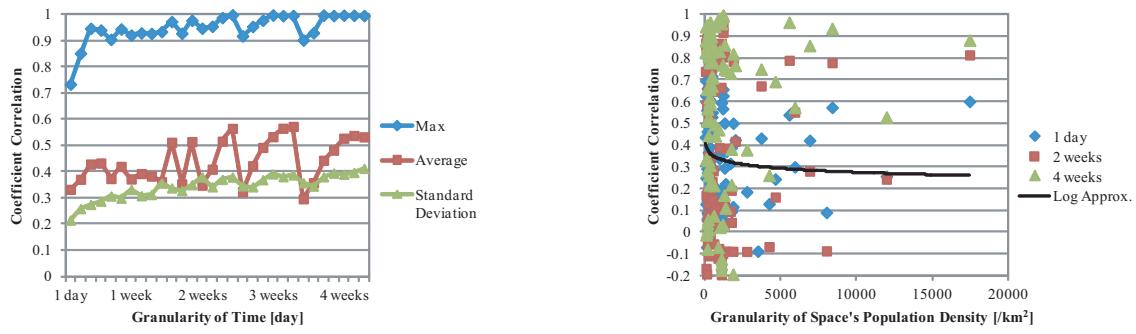 1
0.9
0.8
0.7
0.6
0.5
0.4
0.3
0.2
0.1
0
Coefficient Correlation
1 day 1 week 2 weeks 3 weeks 4 weeks
Granularity of Time [day]
Max
Average
Standard
Deviation
1
0.9
0.8
0.7
0.6
0.5
0.4
0.3
0.2
0.1
0
-0.1
-0.2
Coefficient Correlation
0 5000 10000 15000 20000
Granularity of Space's Population Density [/km²]
1 day
2 weeks
4 weeks
Log Approx.